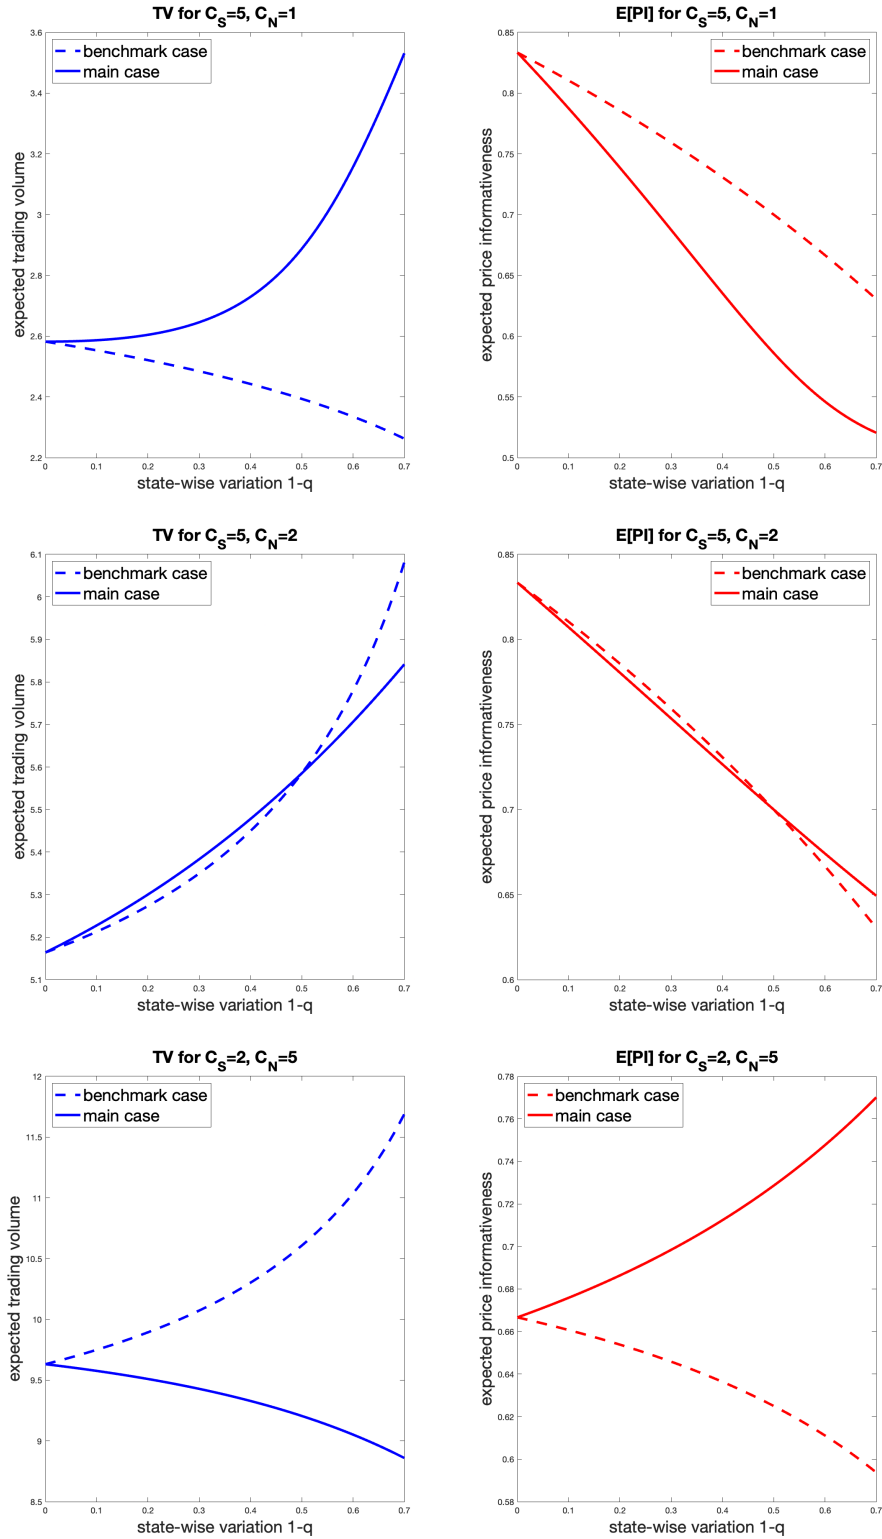 TV for C_S=5, C_N=1
benchmark case
main case
3.6
3.4
3.2
3
2.8
2.6
2.4
2.2
expected trading volume
0 0.1 0.2 0.3 0.4 0.5 0.6 0.7
state-wise variation 1-q
E[PI] for C_S=5, C_N=1
benchmark case
main case
0.85
0.8
0.75
0.7
0.65
0.6
0.55
0.5
expected price informativeness
0 0.1 0.2 0.3 0.4 0.5 0.6 0.7
state-wise variation 1-q
TV for C_S=5, C_N=2
benchmark case
main case
6.1
6
5.9
5.8
5.7
5.6
5.5
5.4
5.3
5.2
5.1
expected trading volume
0 0.1 0.2 0.3 0.4 0.5 0.6 0.7
state-wise variation 1-q
E[PI] for C_S=5, C_N=2
benchmark case
main case
0.85
0.8
0.75
0.7
0.65
0.6
expected price informativeness
0 0.1 0.2 0.3 0.4 0.5 0.6 0.7
state-wise variation 1-q
TV for C_S=2, C_N=5
benchmark case
main case
12
11.5
11
10.5
10
9.5
9
8.5
expected trading volume
0 0.1 0.2 0.3 0.4 0.5 0.6 0.7
state-wise variation 1-q
E[PI] for C_S=2, C_N=5
benchmark case
main case
0.78
0.76
0.74
0.72
0.7
0.68
0.66
0.64
0.62
0.6
0.58
expected price informativeness
0 0.1 0.2 0.3 0.4 0.5 0.6 0.7
state-wise variation 1-q